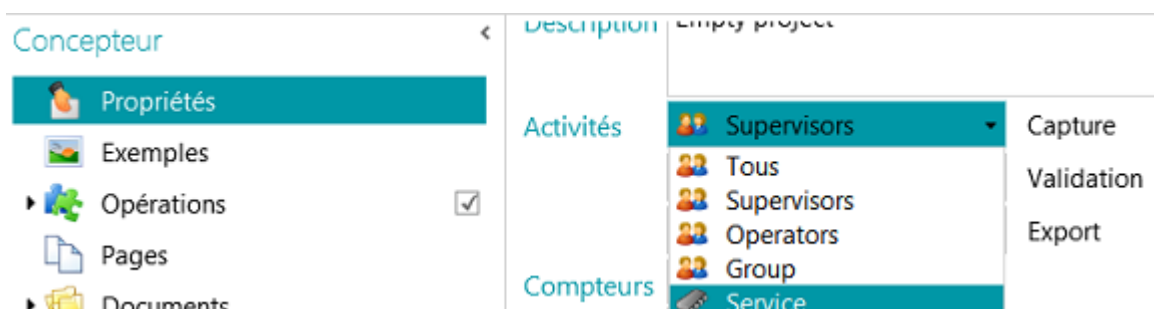 Concepteur
Propriétés
Exemples
Opérations
Pages
Documents
Description Empty project
Activités Supervisors Capture
Tous
Validation
Supervisors
Operators Export
Group
Compteurs
Service